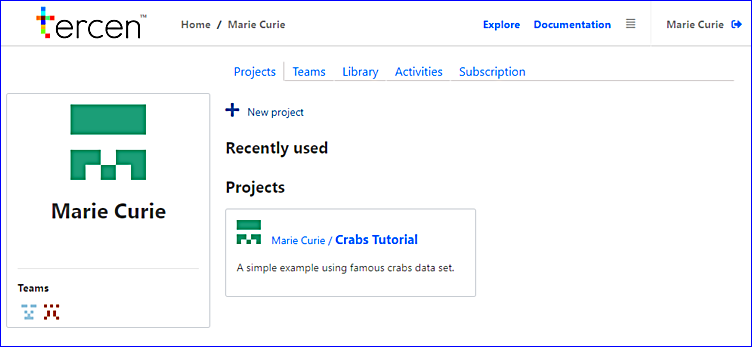 tercen™
Home / Marie Curie
Explore
Documentation
Marie Curie
Projects
Teams
Library
Activities
Subscription
Marie Curie
Teams
New project
Recently used
Projects
Marie Curie / Crabs Tutorial
A simple example using famous crabs data set.